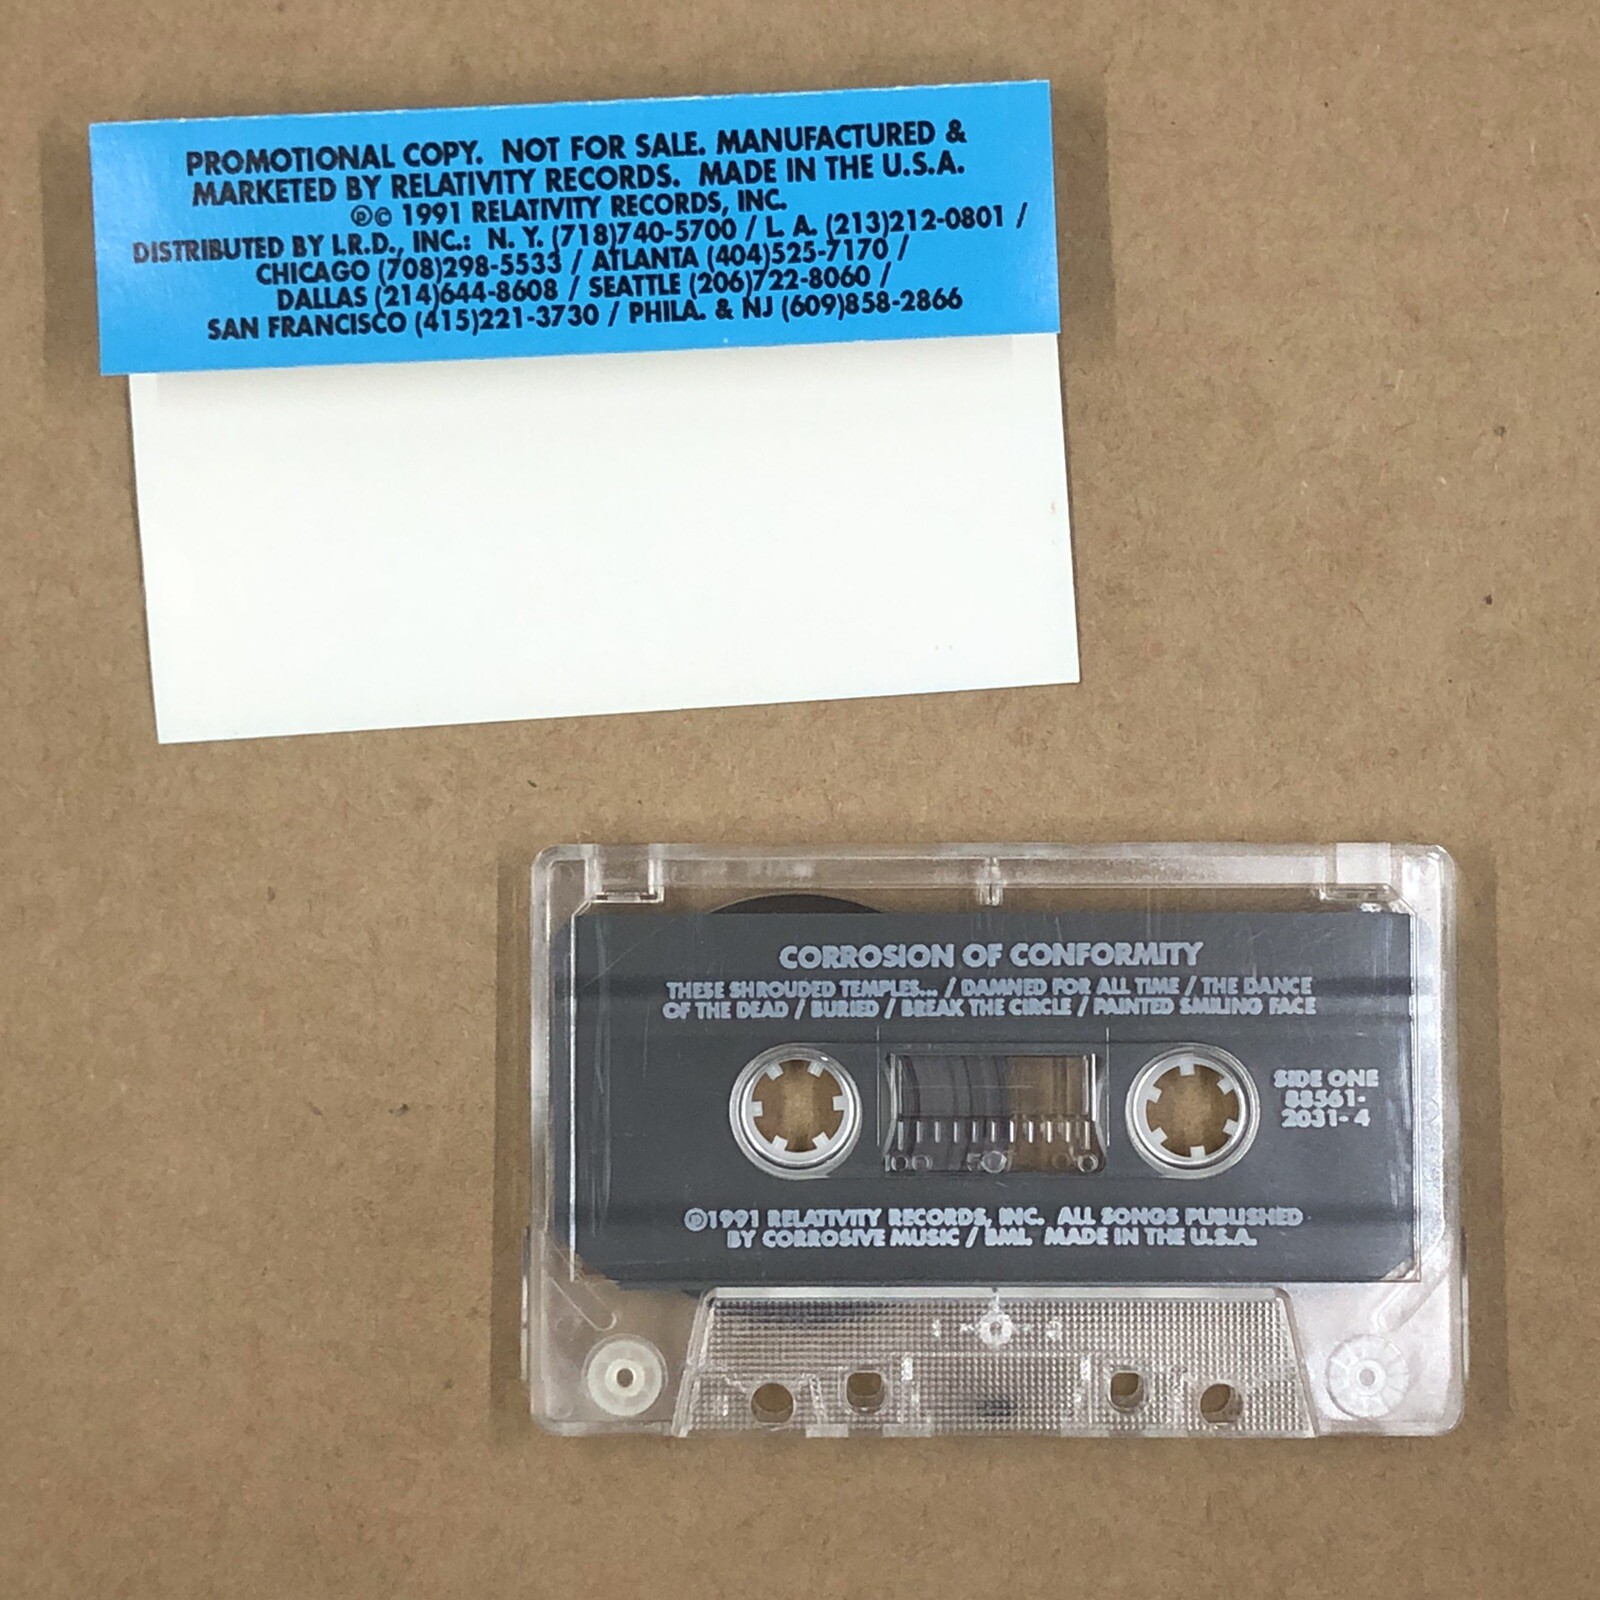 PROMOTIONAL COPY. NOT FOR SALE. MANUFACTURED &
MARKETED BY RELATIVITY RECORDS. MADE IN THE U.S.A.
℗© 1991 RELATIVITY RECORDS, INC.
DISTRIBUTED BY I.R.D., INC.: N. Y. (718)740-5700 / L. A. (213)212-0801 /
CHICAGO (708)298-5533 / ATLANTA (404)525-7170 /
DALLAS (214)644-8608 / SEATTLE (206)722-8060 /
SAN FRANCISCO (415)221-3730 / PHILA. & NJ (609)858-2866
CORROSION OF CONFORMITY
THESE SHROUDED TEMPLES... / DAMNED FOR ALL TIME / THE DANCE
OF THE DEAD / BURIED / BREAK THE CIRCLE / PAINTED SMILING FACE
SIDE ONE
88561-
2031-4
100 50 00
℗1991 RELATIVITY RECORDS, INC. ALL SONGS PUBLISHED
BY CORROSIVE MUSIC / BMI. MADE IN THE U.S.A.